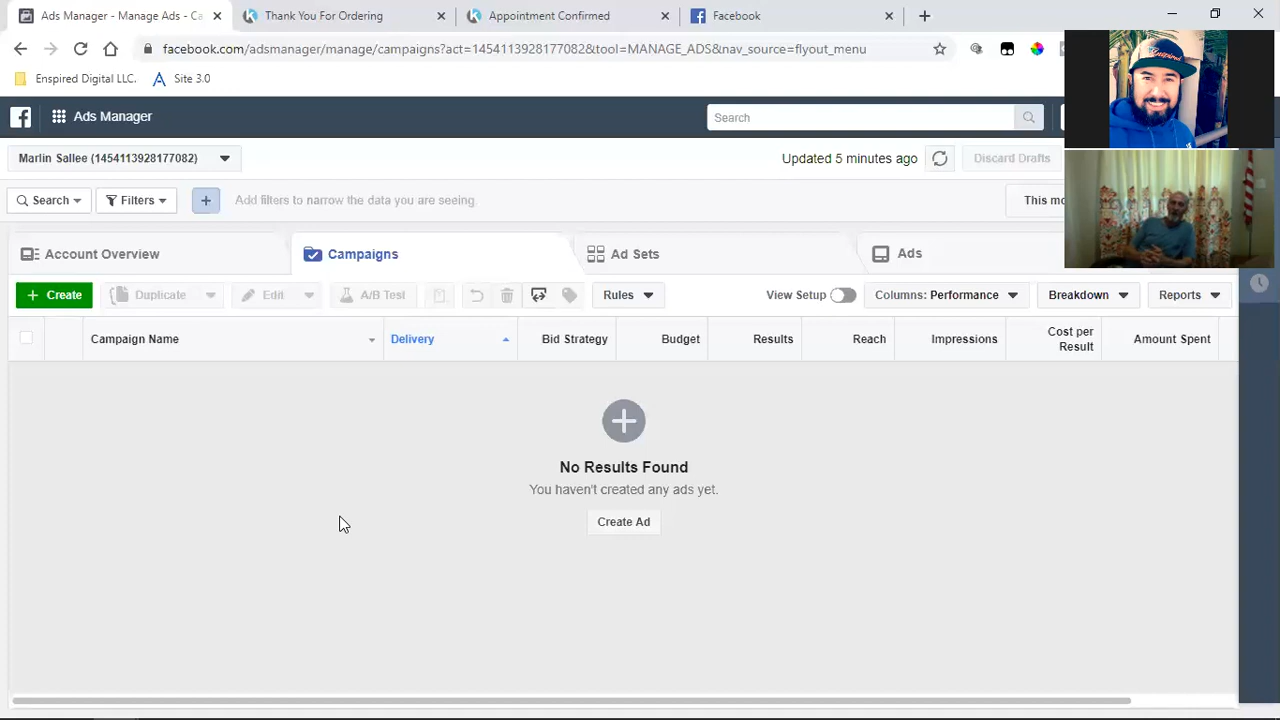 Ads Manager - Manage Ads - Ca
Thank You For Ordering
Appointment Confirmed
Facebook
facebook.com/adsmanager/manage/campaigns?act=1454113928177082&tool=MANAGE_ADS&nav_source=flyout_menu
Enspired Digital LLC.
Site 3.0
Ads Manager
Search
Marlin Sallee (1454113928177082)
Updated 5 minutes ago
Discard Drafts
Search
Filters
Add filters to narrow the data you are seeing.
This mo
Account Overview
Campaigns
Ad Sets
Ads
Create
Duplicate
Edit
A/B Test
Rules
View Setup
Columns: Performance
Breakdown
Reports
Campaign Name
Delivery
Bid Strategy
Budget
Results
Reach
Impressions
Cost per
Result
Amount Spent
No Results Found
You haven't created any ads yet.
Create Ad